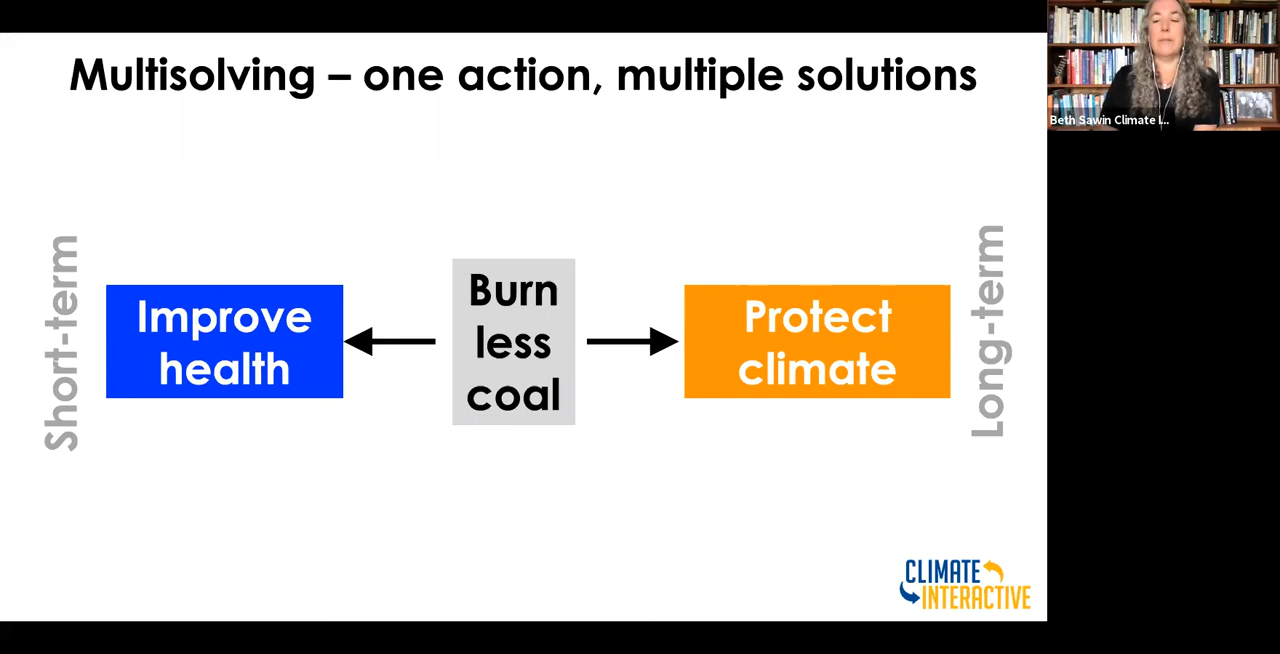 Multisolving – one action, multiple solutions
Beth Sawin Climate I...
Short-term
Improve
health
Burn
less
coal
Protect
climate
Long-term
CLIMATE
INTERACTIVE